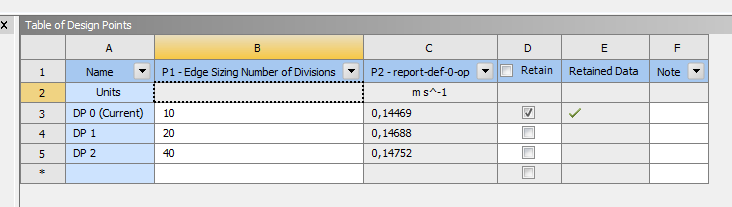 Table of Design Points
A B C D E F
1 Name P1 - Edge Sizing Number of Divisions P2 - report-def-0-op Retain Retained Data Note
2 Units m s^-1
3 DP 0 (Current) 10 0,14469
4 DP 1 20 0,14688
5 DP 2 40 0,14752
*